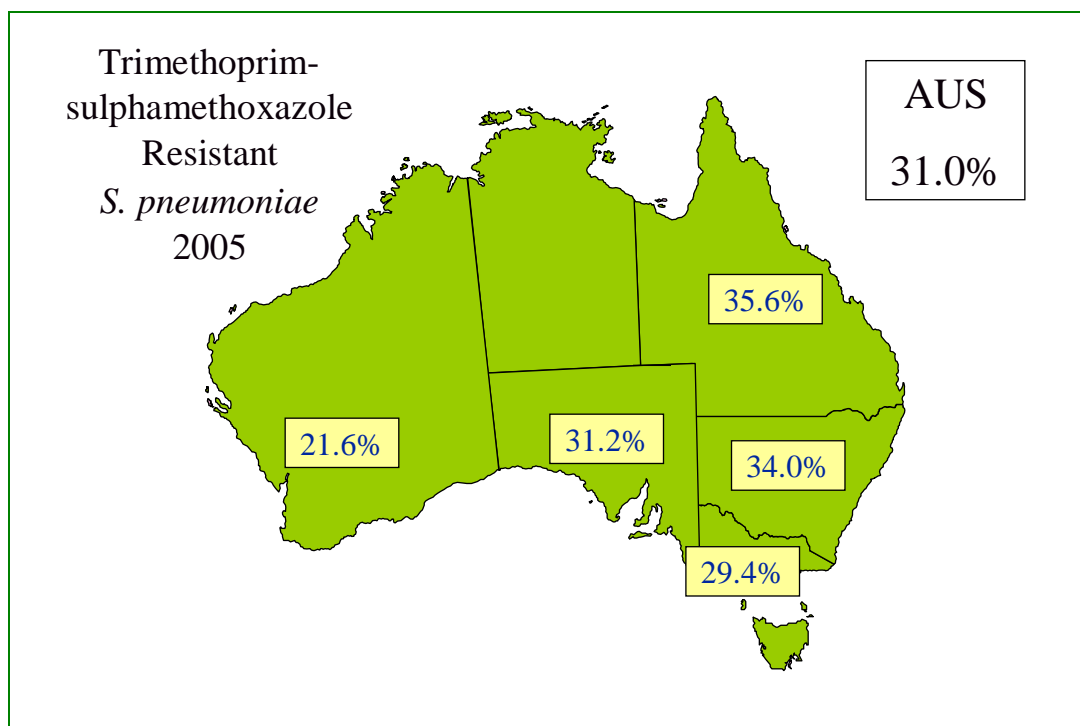 Trimethoprim-
sulphamethoxazole
Resistant
S. pneumoniae
2005
AUS
31.0%
35.6%
21.6%
31.2%
34.0%
29.4%